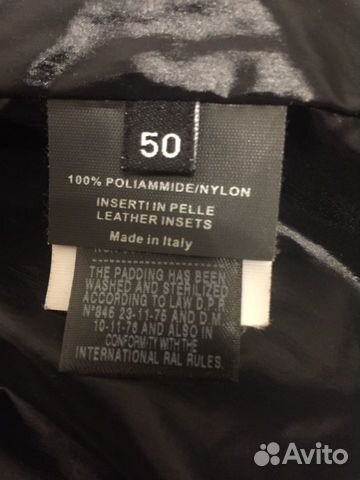 50
100% POLIAMMIDE/NYLON
INSERTI IN PELLE
LEATHER INSETS
Made in Italy
THE PADDING HAS BEEN
WASHED AND STERILIZED
ACCORDING TO LAW D.P.R.
N°846 23-11-76 AND D.M.
10-11-76 AND ALSO IN
CONFORMITY WITH THE
INTERNATIONAL RAL RULES.
Avito